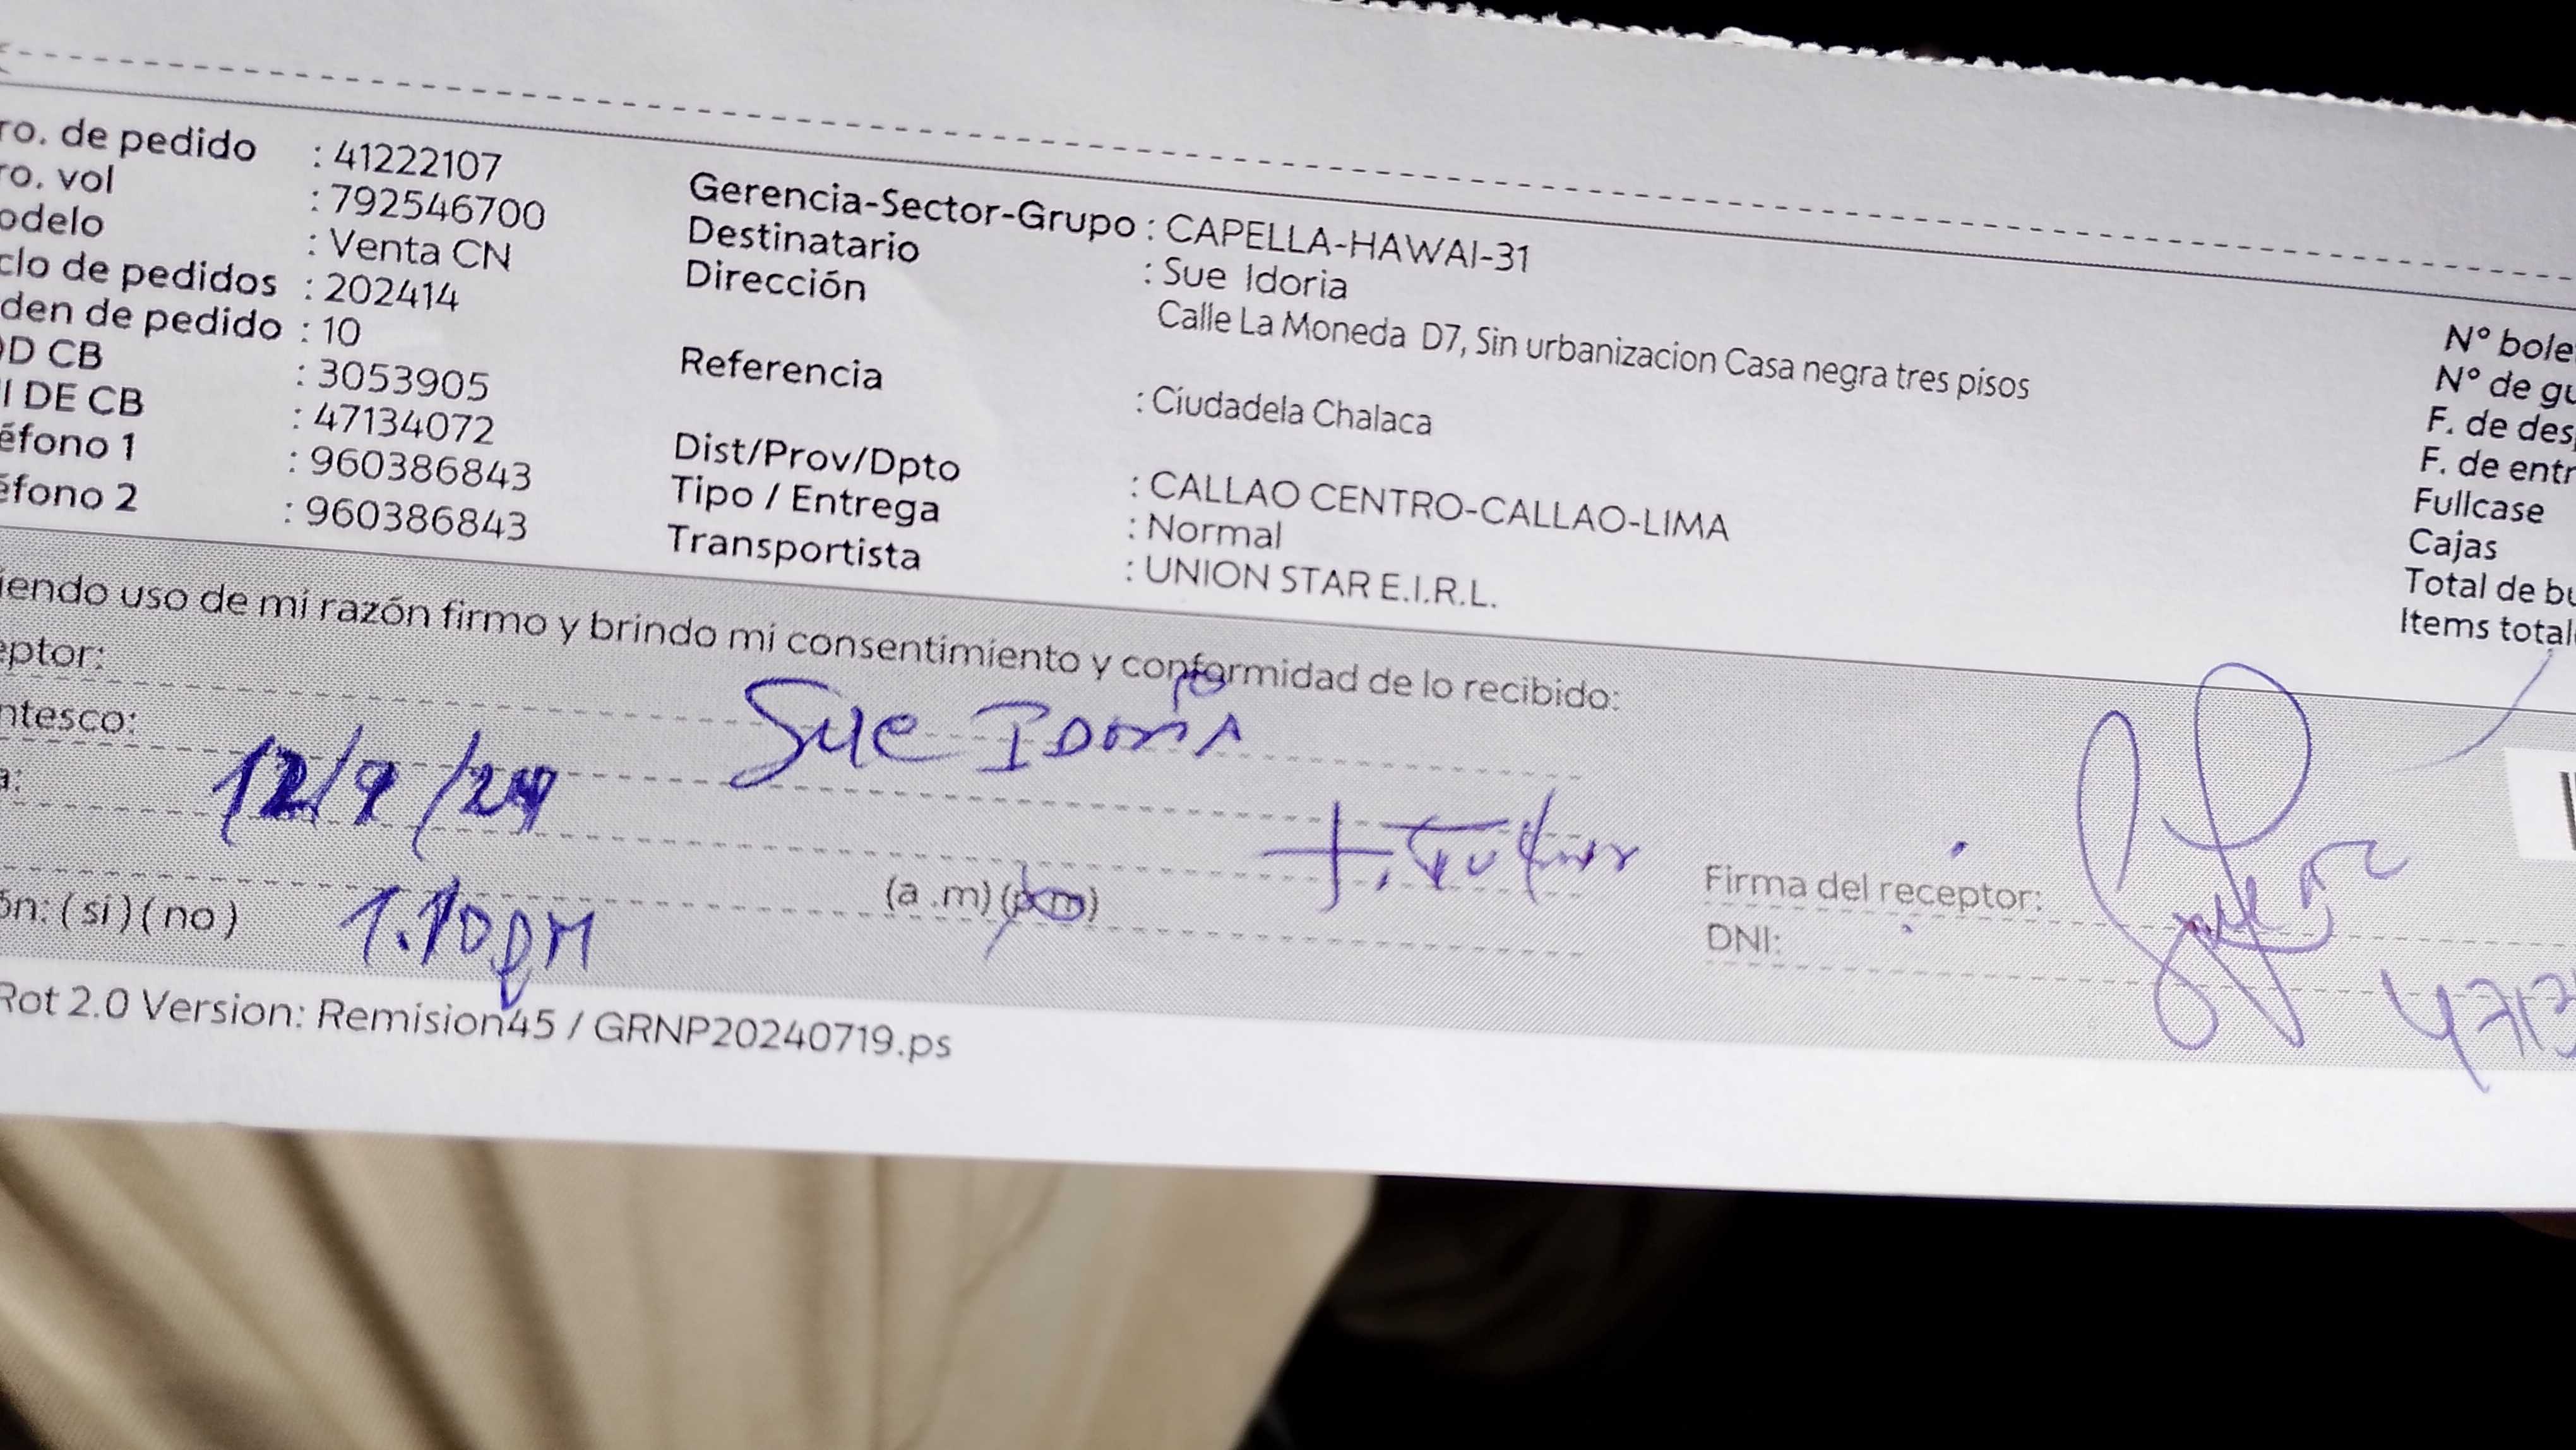 ro. de pedido : 41222107
ro. vol : 792546700
odelo : Venta CN
clo de pedidos : 202414
den de pedido : 10
OD CB : 3053905
I DE CB : 47134072
éfono 1 : 960386843
éfono 2 : 960386843
Gerencia-Sector-Grupo : CAPELLA-HAWAI-31
Destinatario : Sue Idoria
Dirección Calle La Moneda D7, Sin urbanizacion Casa negra tres pisos
Referencia : Ciudadela Chalaca
Dist/Prov/Dpto : CALLAO CENTRO-CALLAO-LIMA
Tipo / Entrega : Normal
Transportista : UNION STAR E.I.R.L.
N° bole
N° de gu
F. de des
F. de entr
Fullcase
Cajas
Total de bu
Items total
iendo uso de mi razón firmo y brindo mi consentimiento y conformidad de lo recibido:
eptor: Sue Idoria
ntesco:
a: 12/9/24
1.10 pM (a .m) (p m)
ón: ( si ) ( no )
Firma del receptor:
DNI: 4713
Rot 2.0 Version: Remision45 / GRNP20240719.ps